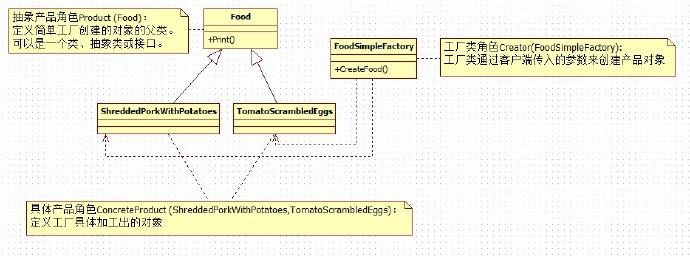 抽象产品角色Product (Food):
定义简单工厂创建的对象的父类。
可以是一个类、抽象类或接口。
Food
+Print()
FoodSimpleFactory
+CreateFood()
工厂类角色Creator(FoodSimpleFactory):
工厂类通过客户端传入的参数来创建产品对象
ShreddedPorkWithPotatoes
TomatoScrambledEggs
具体产品角色ConcreteProduct (ShreddedPorkWithPotatoes,TomatoScrambledEggs):
定义工厂具体加工出的对象